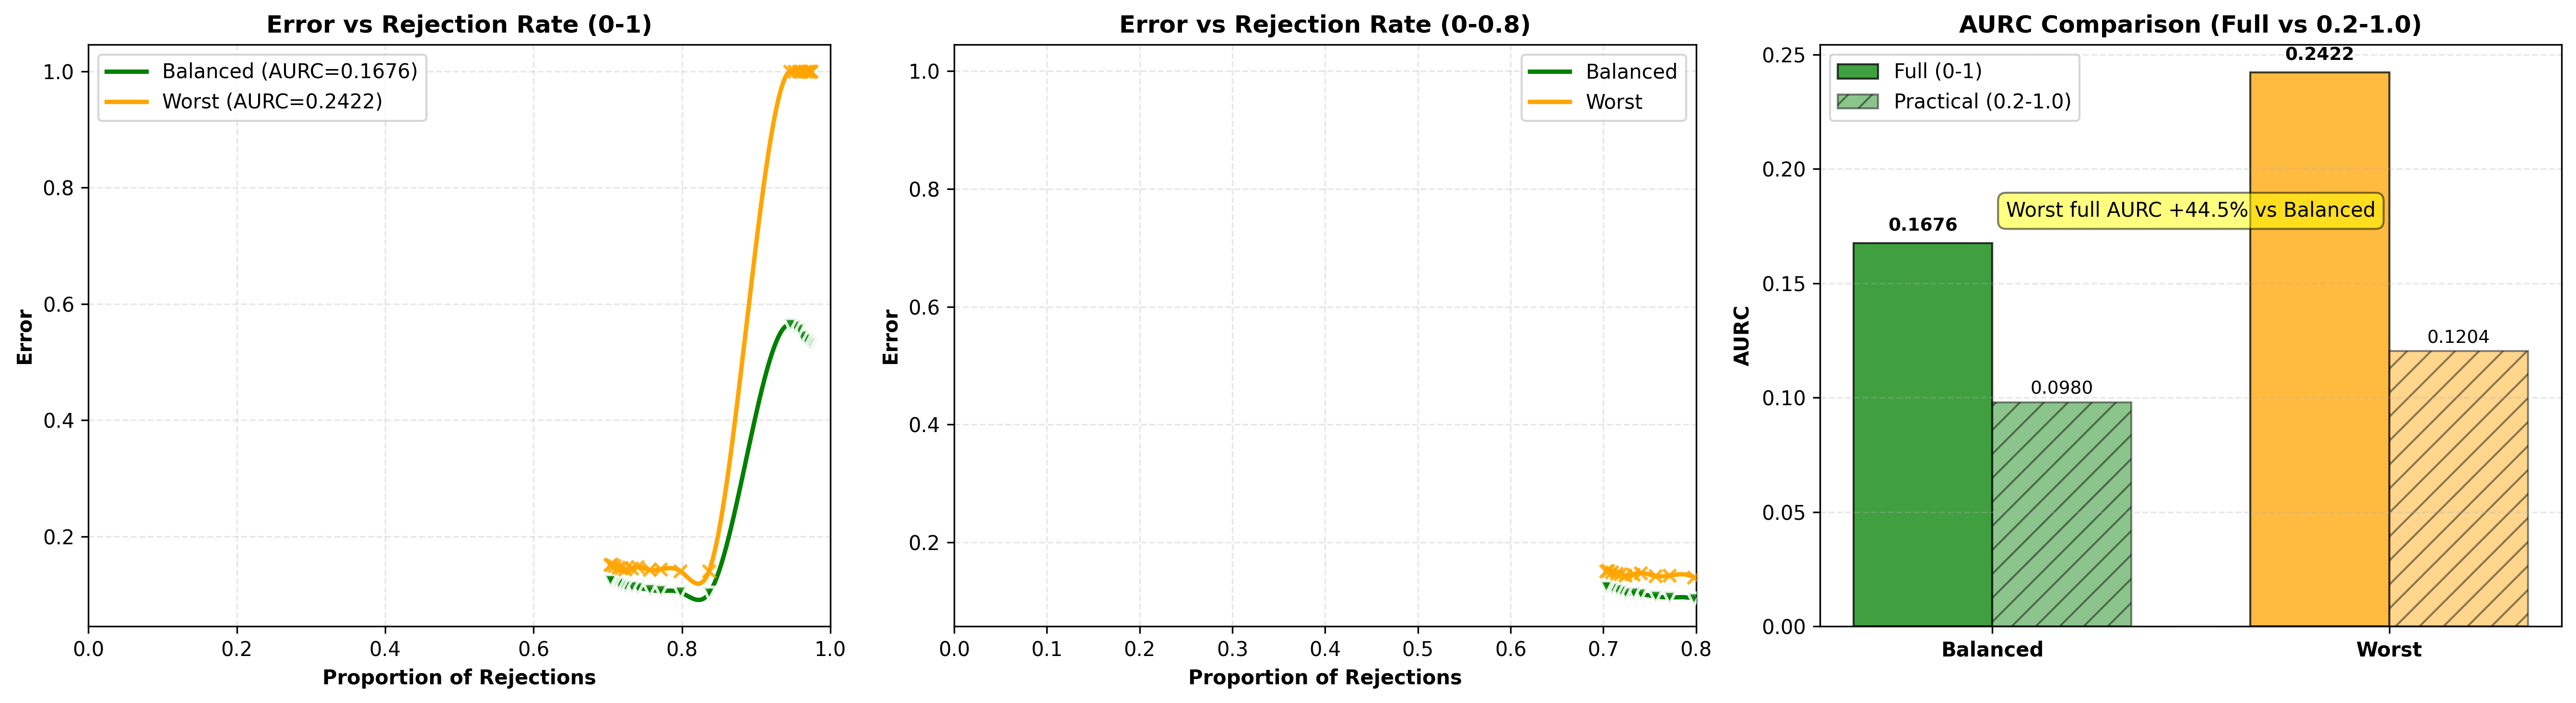 Error vs Rejection Rate (0-1)
Balanced (AURC=0.1676)
Worst (AURC=0.2422)
1.0
0.8
0.6
0.4
0.2
Error
0.0 0.2 0.4 0.6 0.8 1.0
Proportion of Rejections
Error vs Rejection Rate (0-0.8)
Balanced
Worst
1.0
0.8
0.6
0.4
0.2
Error
0.0 0.1 0.2 0.3 0.4 0.5 0.6 0.7 0.8
Proportion of Rejections
AURC Comparison (Full vs 0.2-1.0)
Full (0-1)
Practical (0.2-1.0)
0.25
0.20
0.15
0.10
0.05
0.00
AURC
0.2422
Worst full AURC +44.5% vs Balanced
0.1676
0.1204
0.0980
Balanced Worst